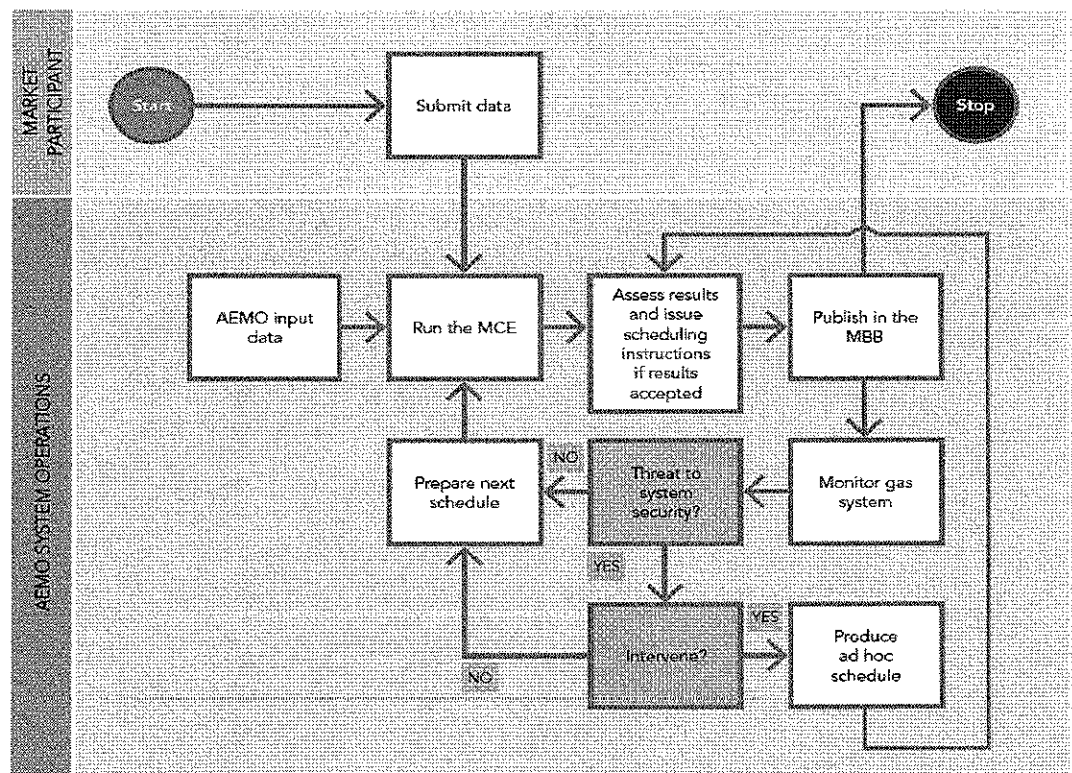 MARKET
PARTICIPANT
Start
Submit data
Stop
AEMO SYSTEM OPERATIONS
AEMO input
data
Run the MCE
Assess results
and issue
scheduling
instructions
if results
accepted
Publish in the
MBB
Prepare next
schedule
NO
Threat to
system
security?
Monitor gas
system
YES
Intervene?
YES
Produce
ad hoc
schedule
NO